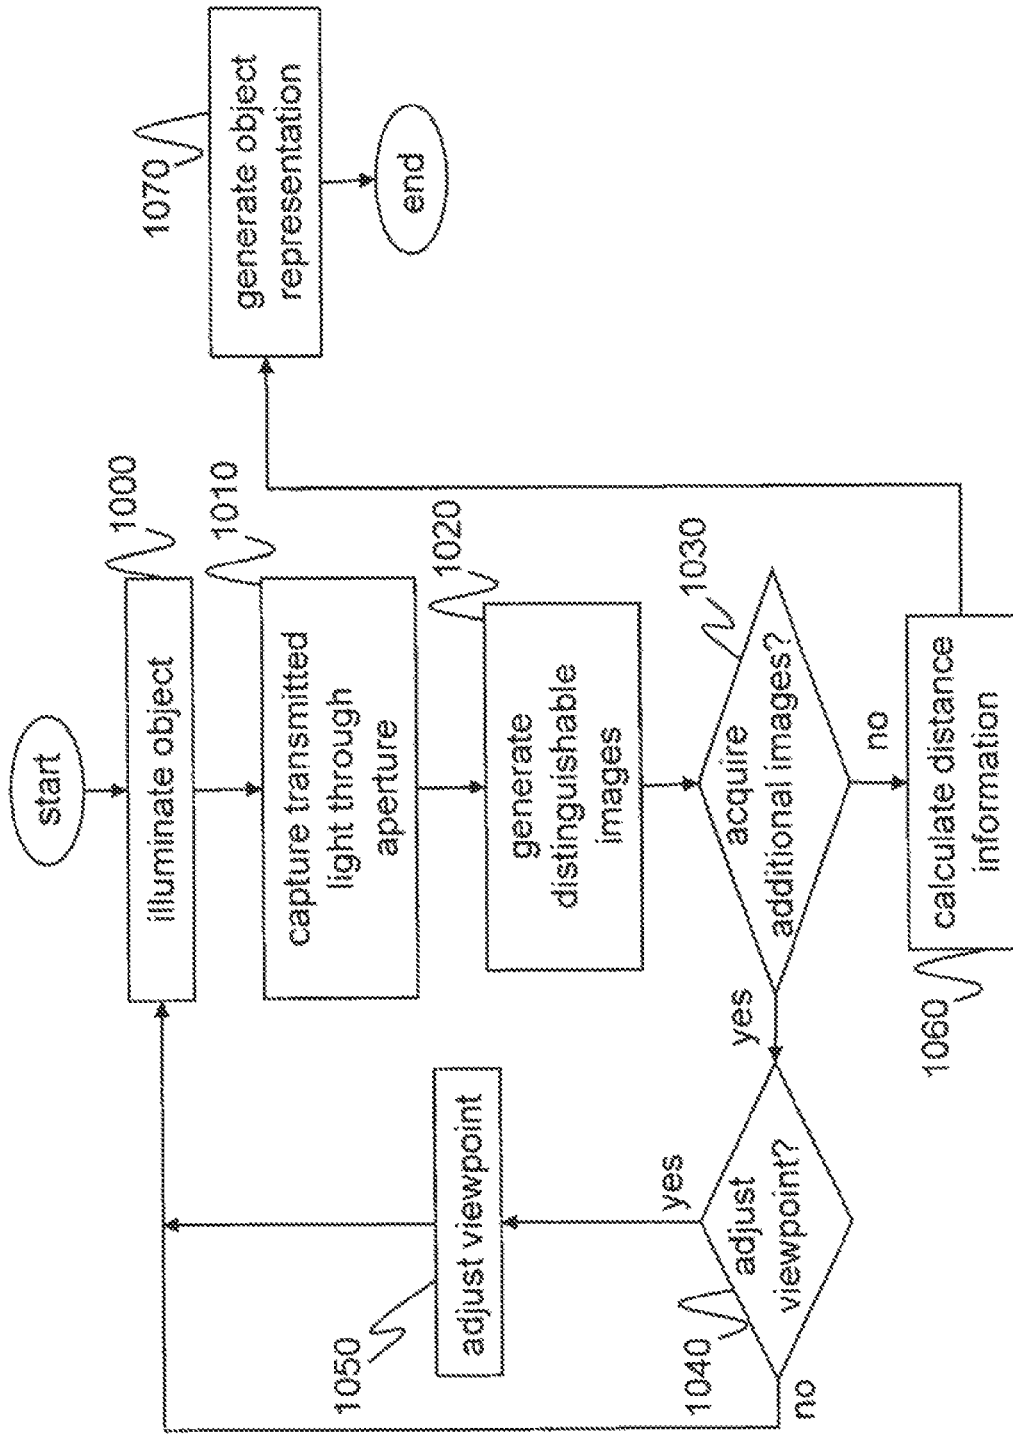 start
1000
illuminate object
1010
capture transmitted
light through
aperture
1020
generate
distinguishable
images
1030
acquire
additional images?
yes
no
1040
adjust
viewpoint?
yes
no
1050
adjust viewpoint
1060
calculate distance
information
1070
generate object
representation
end